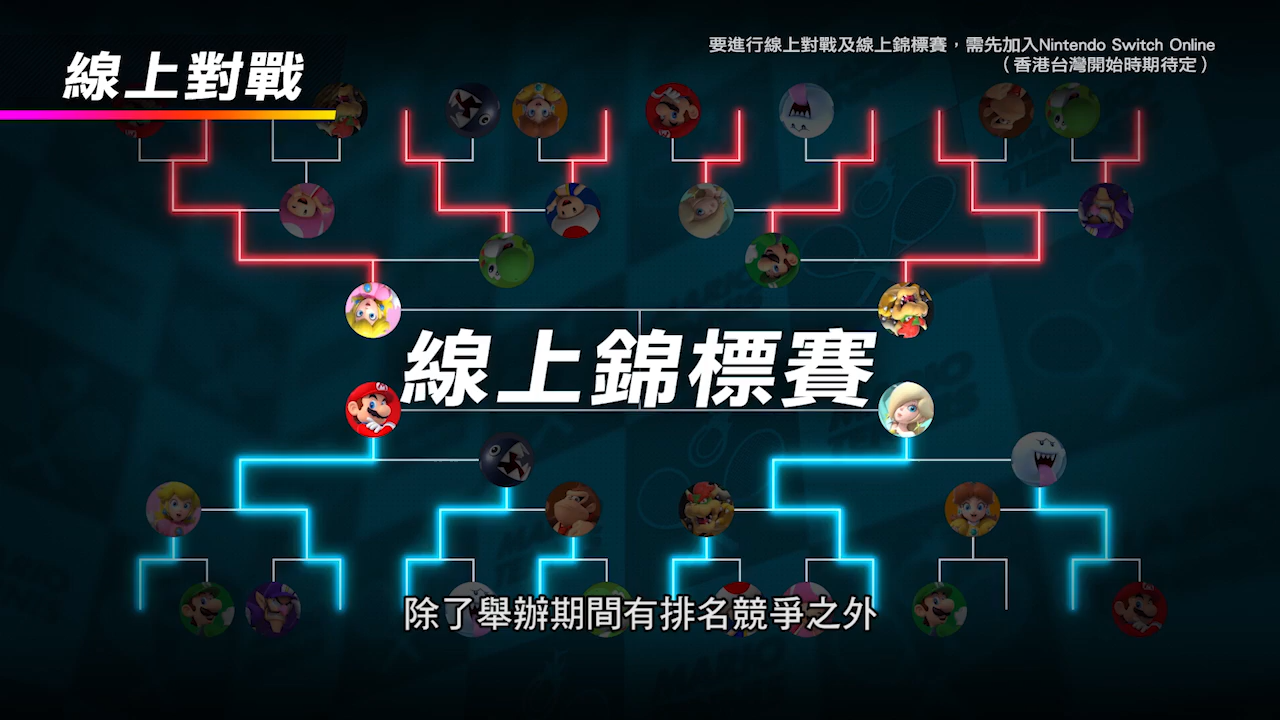 線上對戰
要進行線上對戰及線上錦標賽，需先加入Nintendo Switch Online
（香港台灣開始時期待定）
線上錦標賽
除了舉辦期間有排名競爭之外